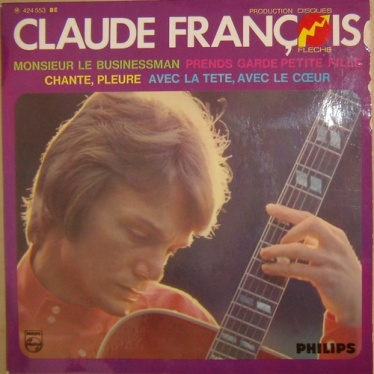 424 553 BE
PRODUCTION DISQUES
CLAUDE FRANÇOIS
FLECHE
MONSIEUR LE BUSINESSMAN PRENDS GARDE PETITE FILLE
CHANTE, PLEURE AVEC LA TETE, AVEC LE CŒUR
PHILIPS
PHILIPS